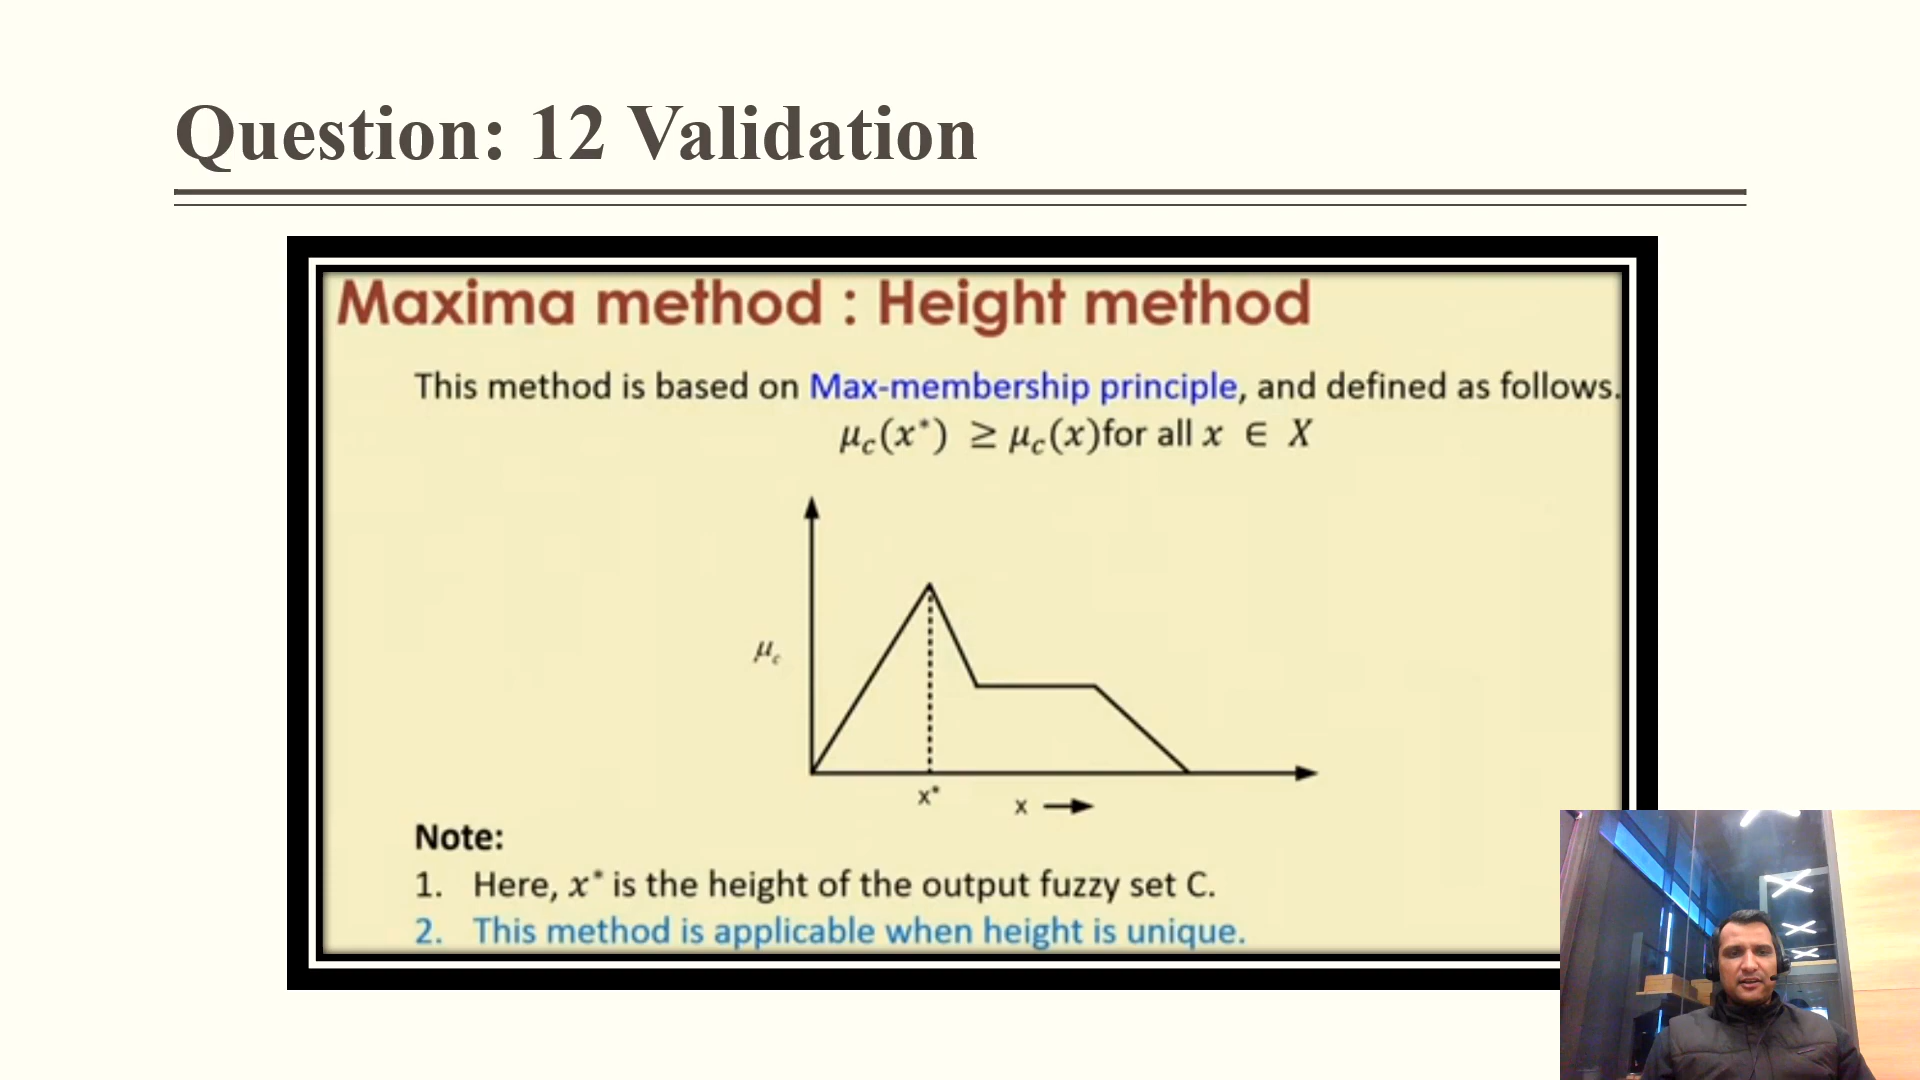 Question: 12 Validation
Maxima method : Height method
This method is based on Max-membership principle, and defined as follows.
μc(x*) ≥ μc(x)for all x ∈ X
μc
x*
x
Note:
1. Here, x* is the height of the output fuzzy set C.
2. This method is applicable when height is unique.